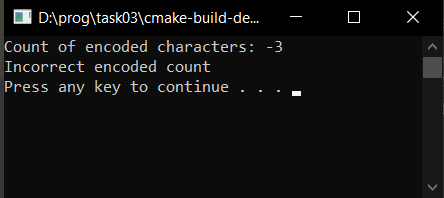 D:\prog\task03\cmake-build-de...
Count of encoded characters: -3
Incorrect encoded count
Press any key to continue . . .